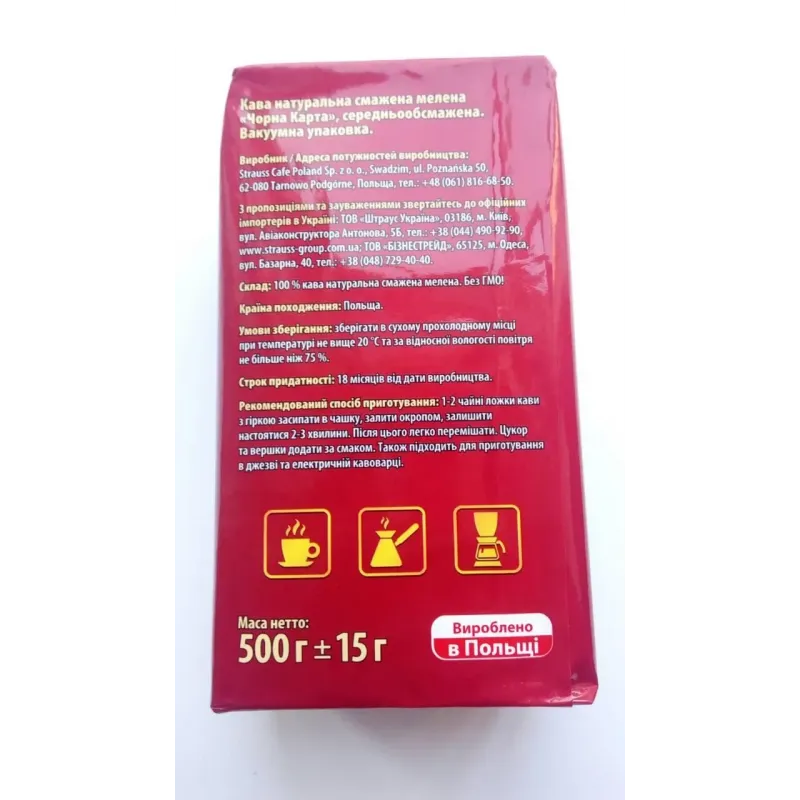 Кава натуральна смажена мелена
«Чорна Карта», середньообсмажена.
Вакуумна упаковка.
Виробник / Адреса потужностей виробництва:
Strauss Cafe Poland Sp. z o. o., Swadzim, ul. Poznańska 50,
62-080 Tarnowo Podgórne, Польща, тел.: +48 (061) 816-68-50.
З пропозиціями та зауваженнями звертайтесь до офіційних
імпортерів в Україні: ТОВ «Штраус Україна», 03186, м. Київ,
вул. Авіаконструктора Антонова, 5Б, тел.: +38 (044) 490-92-90,
www.strauss-group.com.ua; ТОВ «БІЗНЕСТРЕЙД», 65125, м. Одеса,
вул. Базарна, 40, тел.: +38 (048) 729-40-40.
Склад: 100 % кава натуральна смажена мелена. Без ГМО!
Країна походження: Польща.
Умови зберігання: зберігати в сухому прохолодному місці
при температурі не вище 20 °С та за відносної вологості повітря
не більше ніж 75 %.
Строк придатності: 18 місяців від дати виробництва.
Рекомендований спосіб приготування: 1-2 чайні ложки кави
з гіркою засипати в чашку, залити окропом, залишити
настоятися 2-3 хвилини. Після цього легко перемішати. Цукор
та вершки додати за смаком. Також підходить для приготування
в джезві та електричній кавоварці.
Маса нетто:
500 г ± 15 г
Вироблено
в Польщі